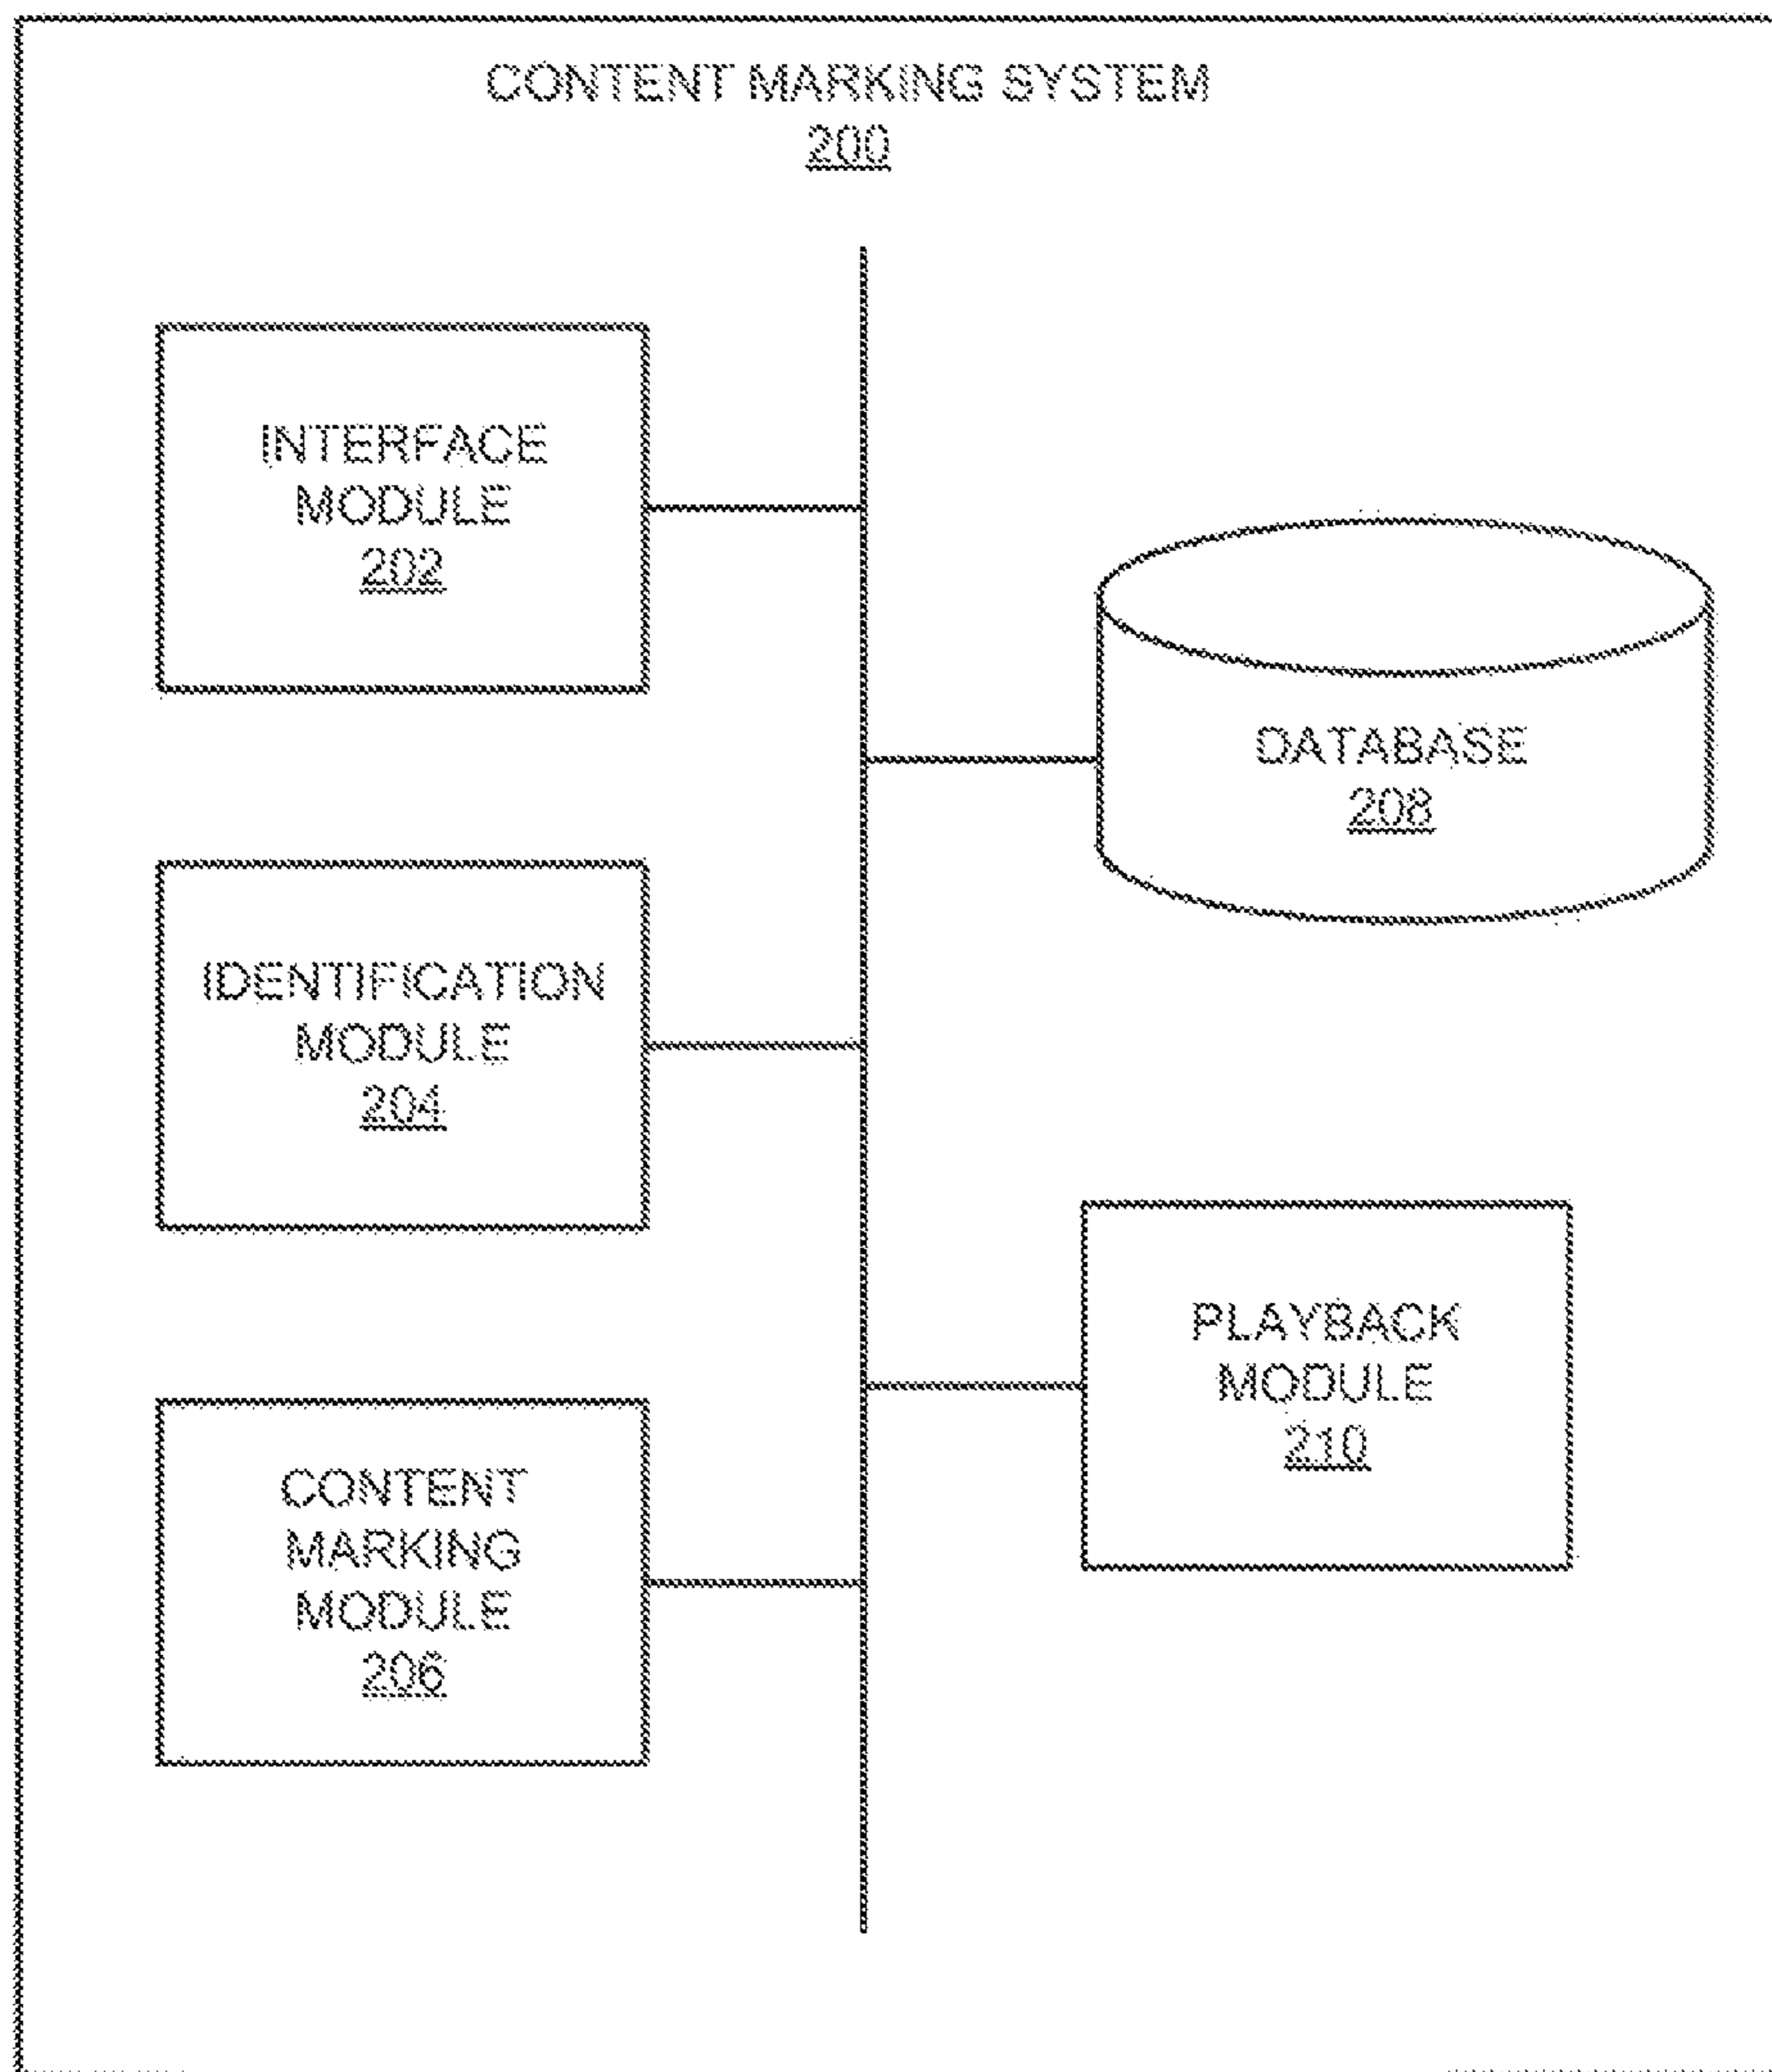 CONTENT MARKING SYSTEM
200
INTERFACE
MODULE
202
DATABASE
208
IDENTIFICATION
MODULE
204
PLAYBACK
MODULE
210
CONTENT
MARKING
MODULE
206